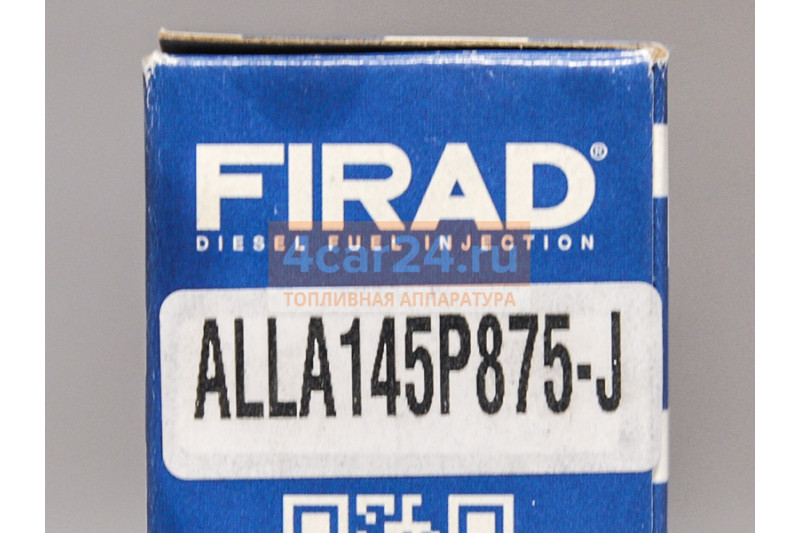 FIRAD®
DIESEL FUEL INJECTION
4car24.ru
ТОПЛИВНАЯ АППАРАТУРА
ALLA145P875-J